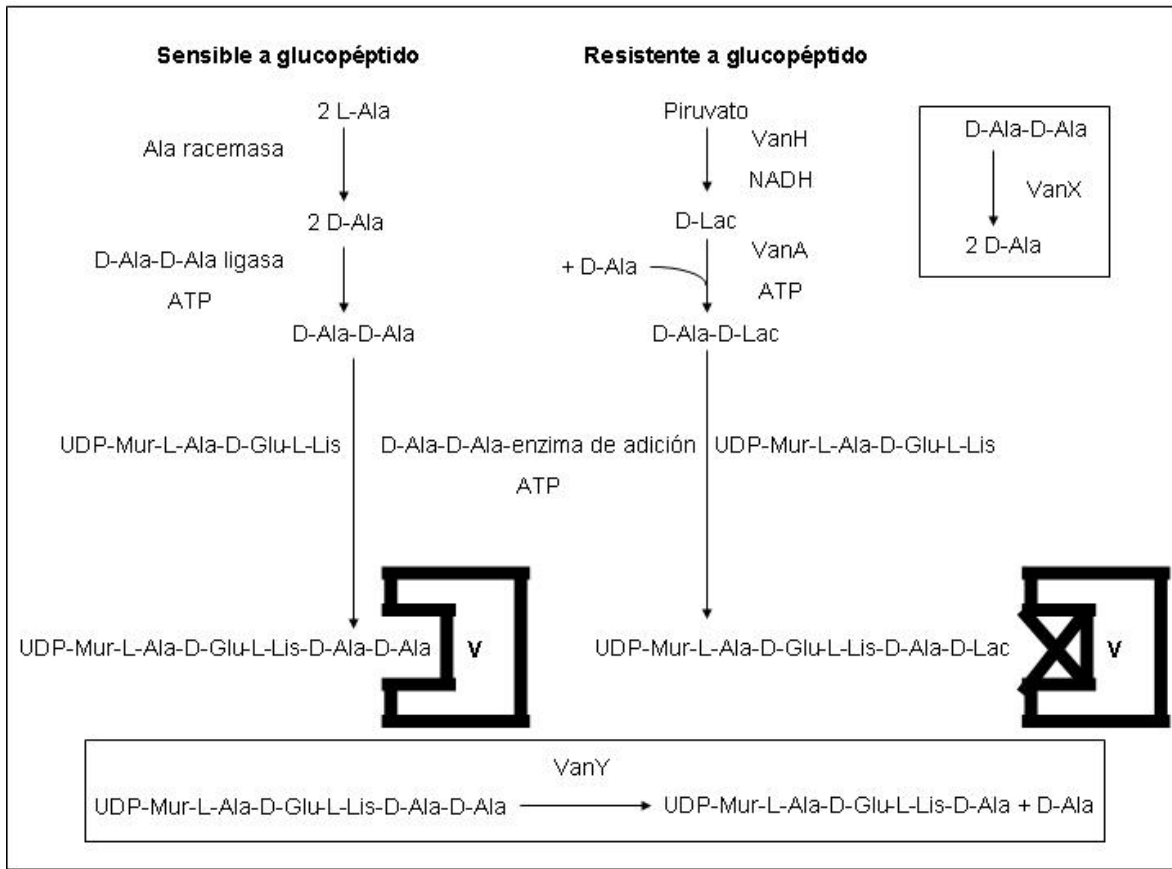 Sensible a glucopéptido
2 L-Ala
Ala racemasa
2 D-Ala
D-Ala-D-Ala ligasa
ATP
D-Ala-D-Ala
UDP-Mur-L-Ala-D-Glu-L-Lis
D-Ala-D-Ala-enzima de adición
ATP
UDP-Mur-L-Ala-D-Glu-L-Lis-D-Ala-D-Ala
V
Resistente a glucopéptido
Piruvato
VanH
NADH
D-Lac
+ D-Ala
VanA
ATP
D-Ala-D-Lac
UDP-Mur-L-Ala-D-Glu-L-Lis
UDP-Mur-L-Ala-D-Glu-L-Lis-D-Ala-D-Lac
V
D-Ala-D-Ala
VanX
2 D-Ala
VanY
UDP-Mur-L-Ala-D-Glu-L-Lis-D-Ala-D-Ala UDP-Mur-L-Ala-D-Glu-L-Lis-D-Ala + D-Ala